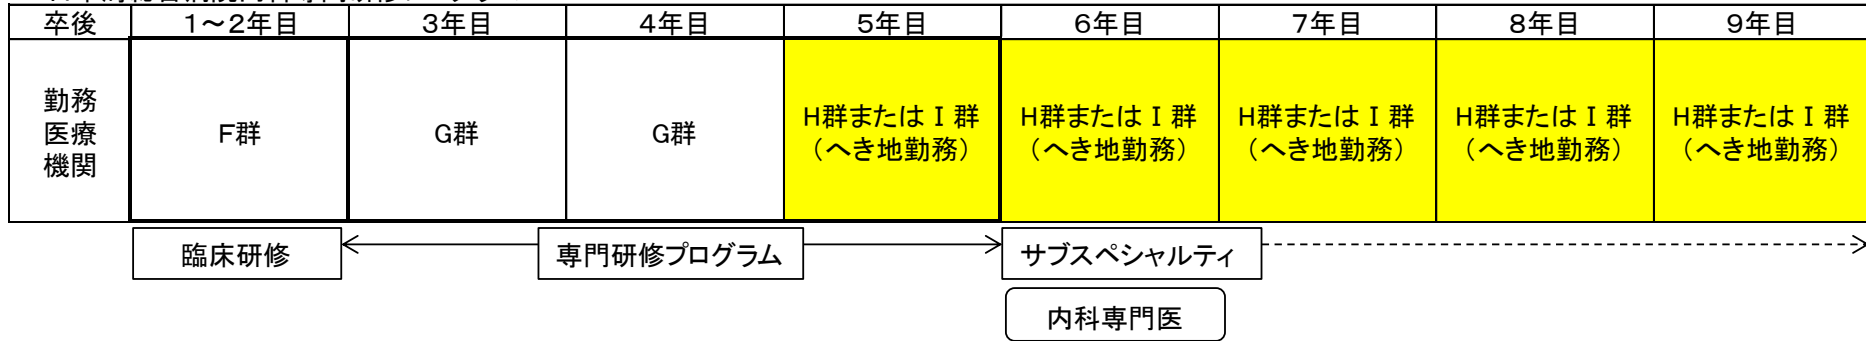 卒後 1～2年目 3年目 4年目 5年目 6年目 7年目 8年目 9年目
勤務
医療
機関
F群
G群
G群
H群またはＩ群
（へき地勤務）
H群またはＩ群
（へき地勤務）
H群またはＩ群
（へき地勤務）
H群またはＩ群
（へき地勤務）
H群またはＩ群
（へき地勤務）
臨床研修
専門研修プログラム
サブスペシャルティ
内科専門医